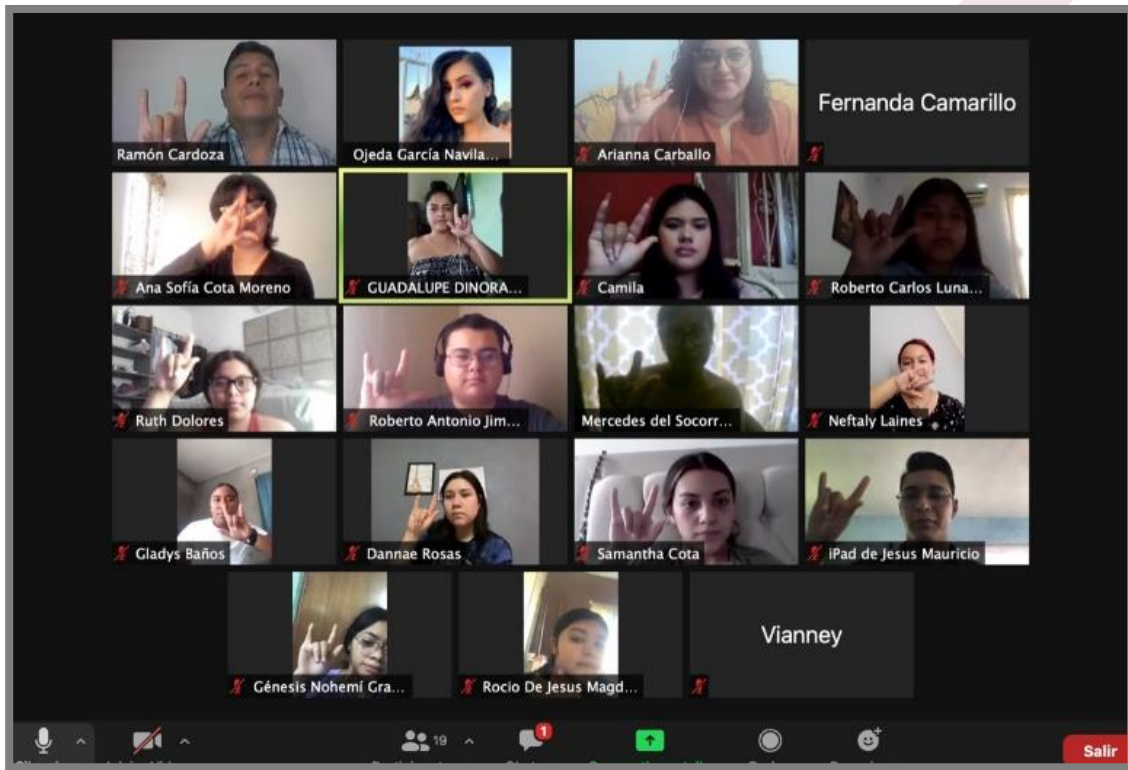 Ramón Cardoza
Ojeda García Navila...
Arianna Carballo
Fernanda Camarillo
Ana Sofía Cota Moreno
GUADALUPE DINORA...
Camila
Roberto Carlos Luna...
Ruth Dolores
Roberto Antonio Jim...
Mercedes del Socorr...
Neftaly Laines
Gladys Baños
Dannae Rosas
Samantha Cota
iPad de Jesus Mauricio
Génesis Nohemí Gra...
Rocio De Jesus Magd...
Vianney
19
1
Salir